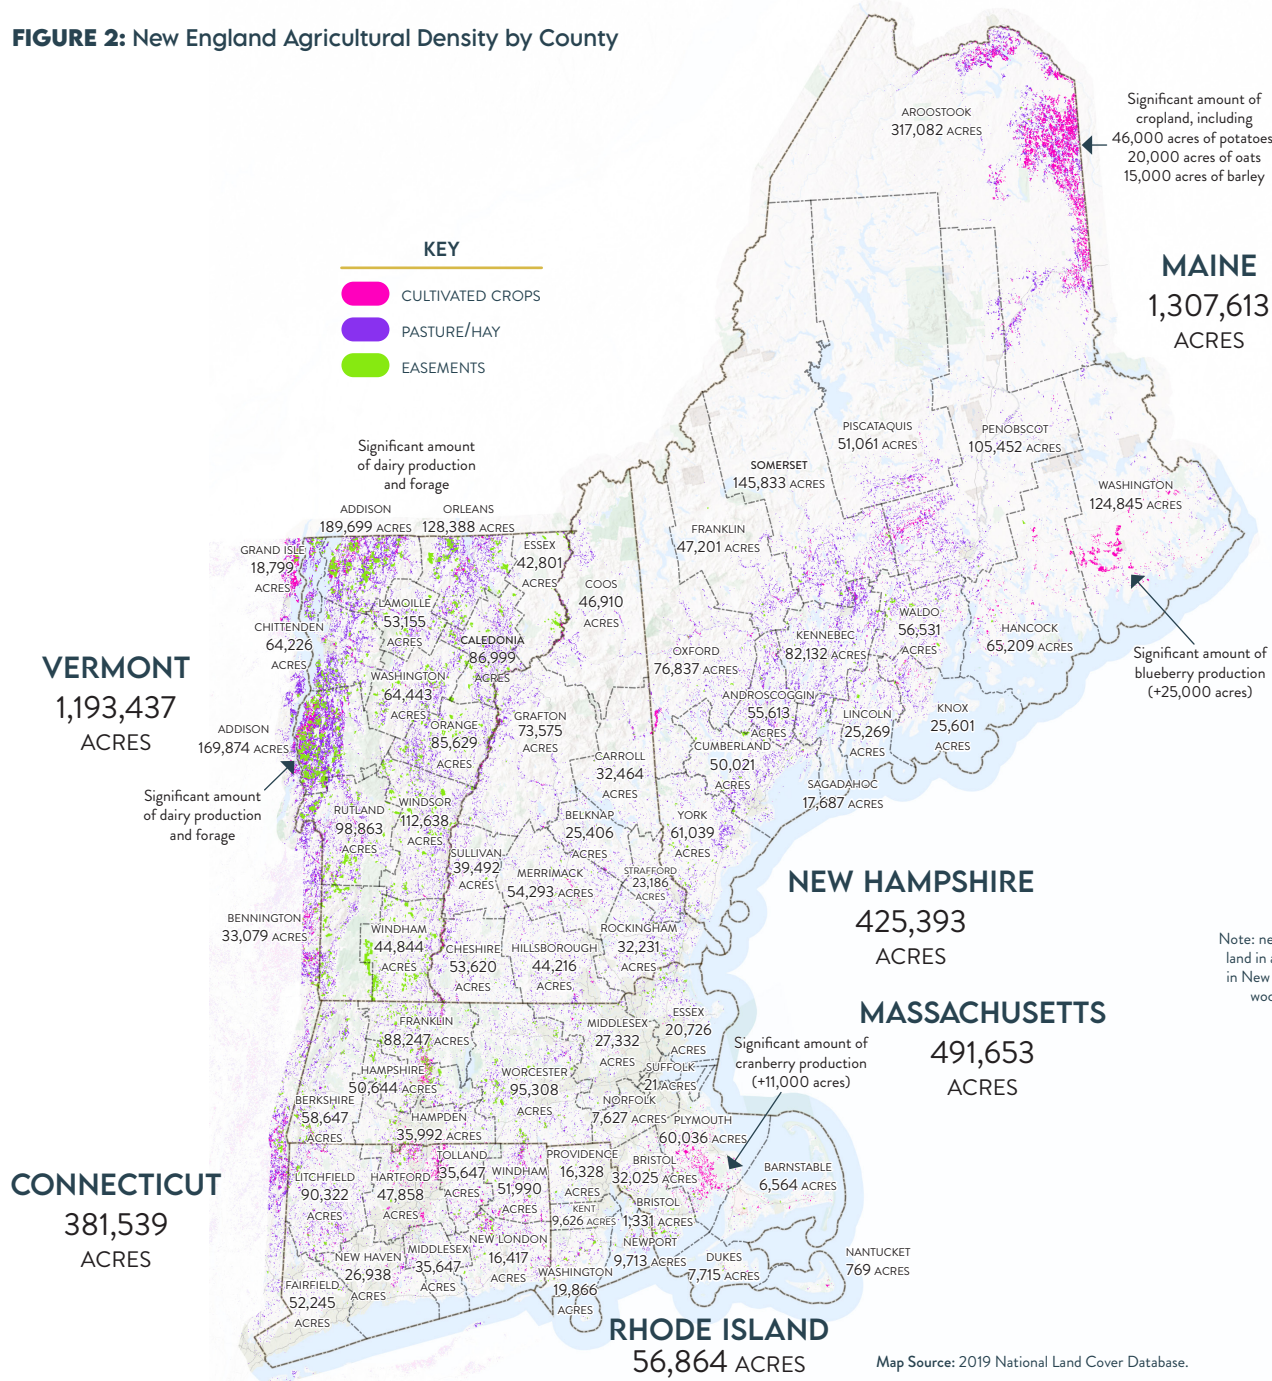 FIGURE 2: New England Agricultural Density by County
AROOSTOOK
317,082 ACRES
Significant amount of
cropland, including
46,000 acres of potatoes
20,000 acres of oats
15,000 acres of barley
KEY
CULTIVATED CROPS
PASTURE/HAY
EASEMENTS
MAINE
1,307,613
ACRES
PISCATAQUIS
51,061 ACRES
PENOBSCOT
105,452 ACRES
SOMERSET
145,833 ACRES
WASHINGTON
124,845 ACRES
FRANKLIN
47,201 ACRES
Significant amount
of dairy production
and forage
ADDISON
189,699 ACRES
ORLEANS
128,388 ACRES
GRAND ISLE
18,799
ACRES
ESSEX
42,801
ACRES
COOS
46,910
ACRES
LAMOILLE
53,155
ACRES
CHITTENDEN
64,226
ACRES
CALEDONIA
86,999
ACRES
WALDO
56,531
ACRES
HANCOCK
65,209 ACRES
KENNEBEC
82,132 ACRES
OXFORD
76,837 ACRES
Significant amount of
blueberry production
(+25,000 acres)
VERMONT
1,193,437
ACRES
WASHINGTON
64,443
ACRES
ANDROSCOGGIN
55,613
ACRES
LINCOLN
25,269
ACRES
KNOX
25,601
ACRES
ADDISON
169,874 ACRES
ORANGE
85,629
ACRES
GRAFTON
73,575
ACRES
CARROLL
32,464
ACRES
CUMBERLAND
50,021
ACRES
SAGADAHOC
17,687 ACRES
Significant amount
of dairy production
and forage
RUTLAND
98,863
ACRES
WINDSOR
112,638
ACRES
BELKNAP
25,406
ACRES
YORK
61,039
ACRES
SULLIVAN
39,492
ACRES
MERRIMACK
54,293 ACRES
STRAFFORD
23,186
ACRES
NEW HAMPSHIRE
425,393
ACRES
BENNINGTON
33,079 ACRES
WINDHAM
44,844
ACRES
CHESHIRE
53,620
ACRES
HILLSBOROUGH
44,216
ACRES
ROCKINGHAM
32,231
ACRES
Note: ne
land in a
in New
woo
MASSACHUSETTS
491,653
ACRES
FRANKLIN
88,247 ACRES
MIDDLESEX
27,332
ACRES
ESSEX
20,726
ACRES
Significant amount of
cranberry production
(+11,000 acres)
HAMPSHIRE
50,644 ACRES
WORCESTER
95,308
ACRES
SUFFOLK
21 ACRES
BERKSHIRE
58,647
ACRES
HAMPDEN
35,992 ACRES
NORFOLK
7,627 ACRES
PLYMOUTH
60,036 ACRES
CONNECTICUT
381,539
ACRES
LITCHFIELD
90,322
ACRES
HARTFORD
47,858
ACRES
TOLLAND
35,647
ACRES
WINDHAM
51,990
ACRES
PROVIDENCE
16,328
ACRES
BRISTOL
32,025 ACRES
BARNSTABLE
6,564 ACRES
KENT
9,626 ACRES
BRISTOL
1,331 ACRES
NEW HAVEN
26,938
ACRES
MIDDLESEX
35,647
ACRES
NEW LONDON
16,417
ACRES
NEWPORT
9,713 ACRES
DUKES
7,715 ACRES
NANTUCKET
769 ACRES
FAIRFIELD
52,245
ACRES
WASHINGTON
19,866
ACRES
RHODE ISLAND
56,864 ACRES
Map Source: 2019 National Land Cover Database.